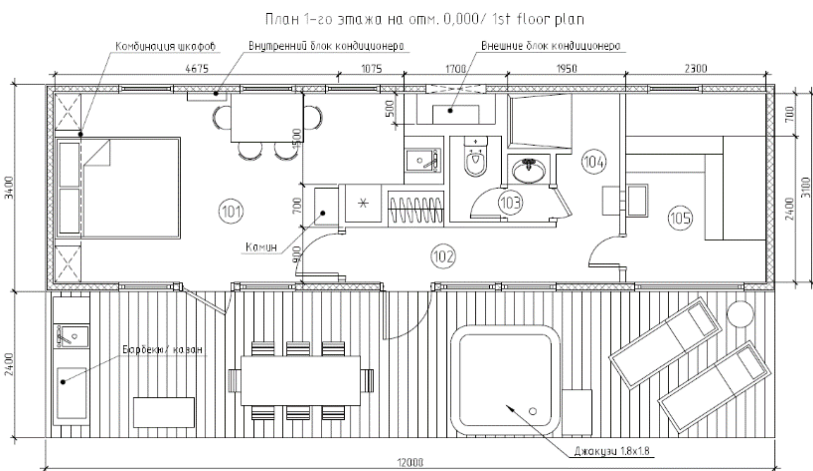 План 1-го этажа на отм. 0,000/ 1st floor plan
Комбинация шкафов
Внутренний блок кондиционера
Внешние блок кондиционера
4675
1075
1700
1950
2300
3400
1500
500
700
3100
104
101
700
103
105
2400
Камин
900
102
2400
Барбекю/ казан
Джакузи 1.8x1.8
12000